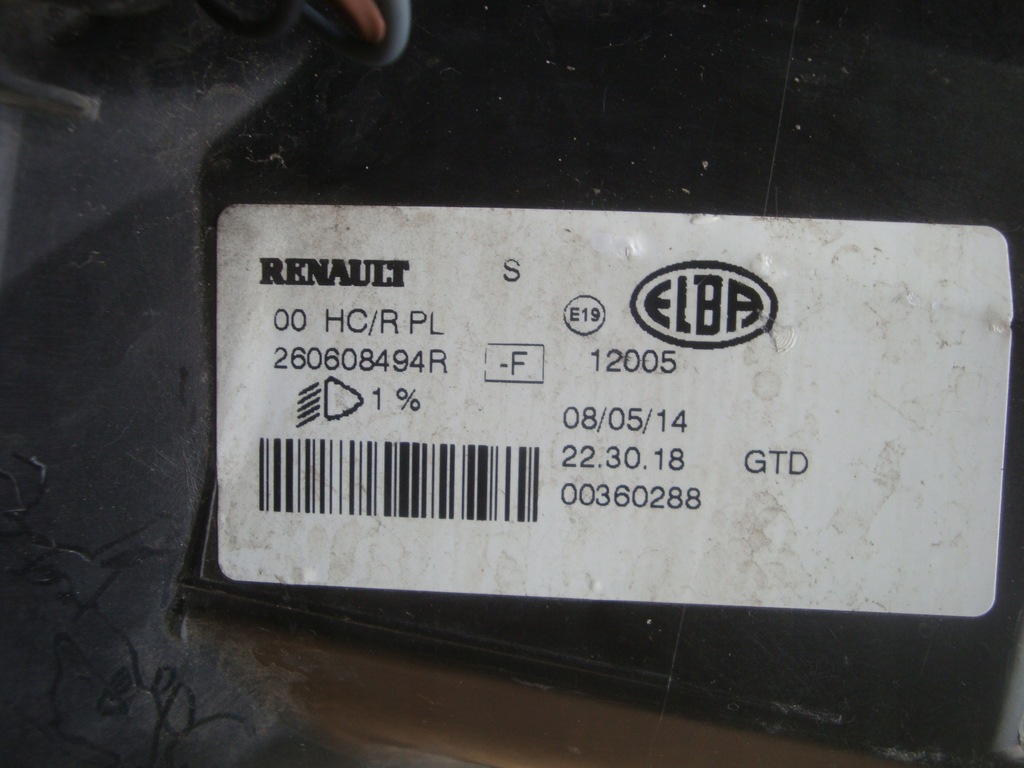 RENAULT S
00 HC/R PL E19 ELBA
260608494R -F 12005
1 %
08/05/14
22.30.18 GTD
00360288